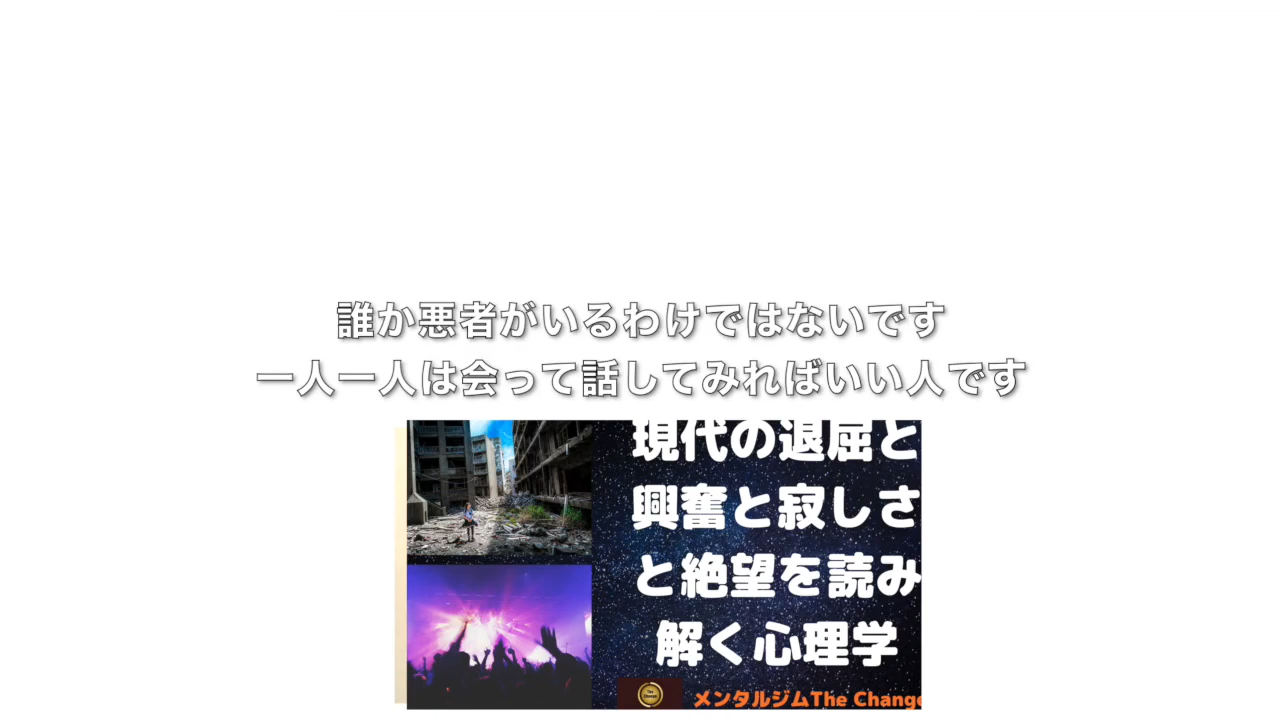 誰か悪者がいるわけではないです
一人一人は会って話してみればいい人です
現代の退屈と
興奮と寂しさ
と絶望を読み
解く心理学
The Change
メンタルジムThe Change